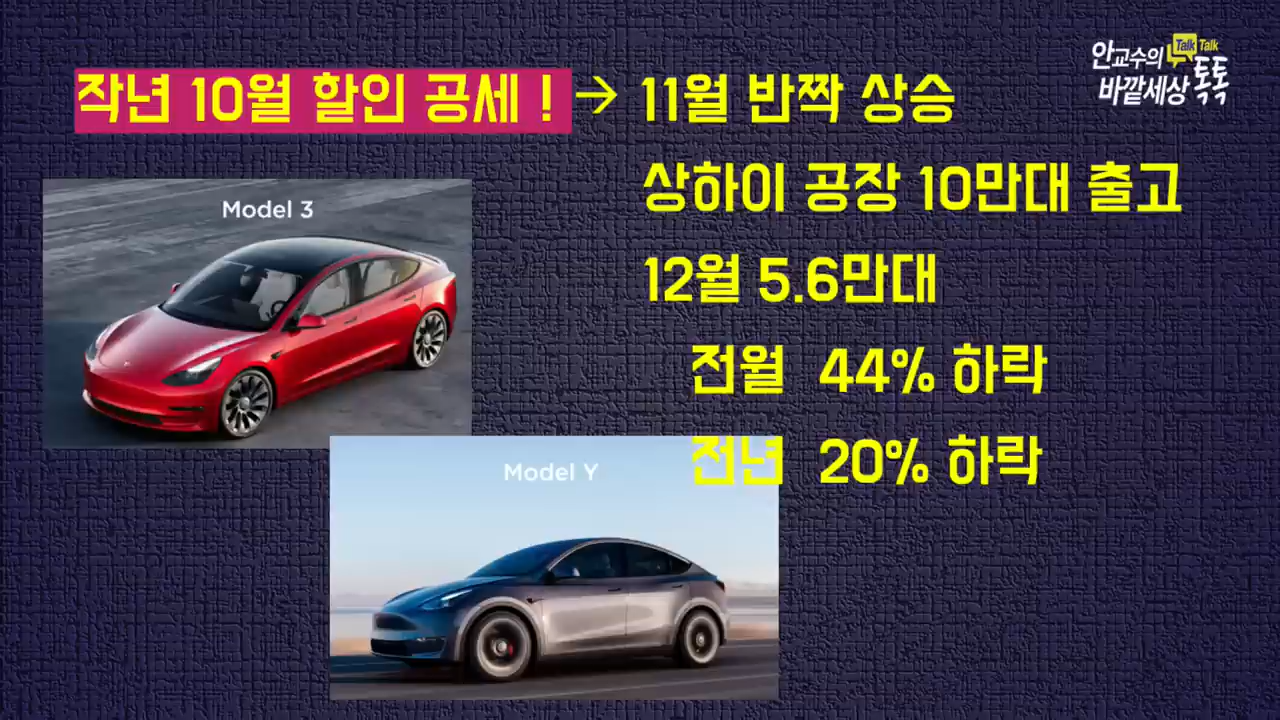 작년 10월 할인 공세 ! → 11월 반짝 상승
안교수의 Talk Talk
바깥세상 톡톡
상하이 공장 10만대 출고
12월 5.6만대
전월 44% 하락
전년 20% 하락
Model 3
Model Y